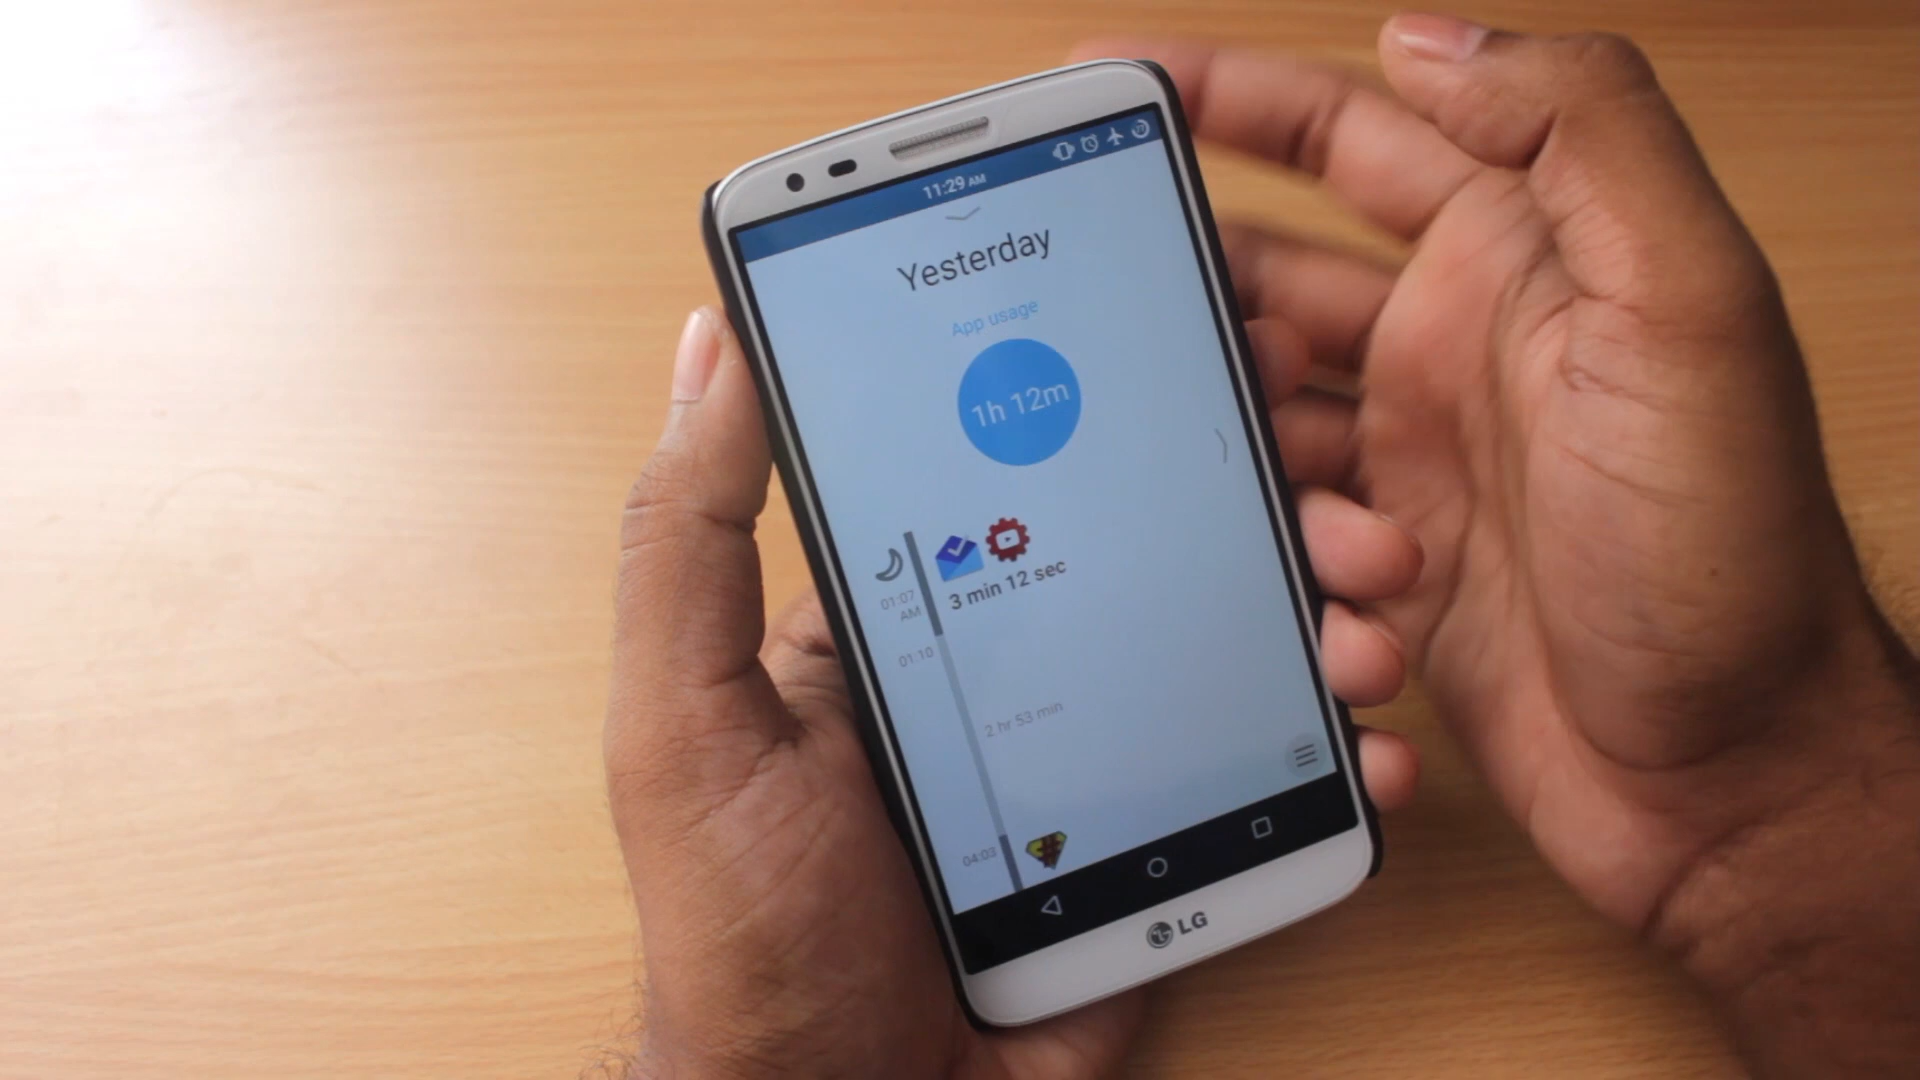 11:29 AM
Yesterday
App usage
1h 12m
3 min 12 sec
01:07
AM
01:10
2 hr 53 min
04:03
LG